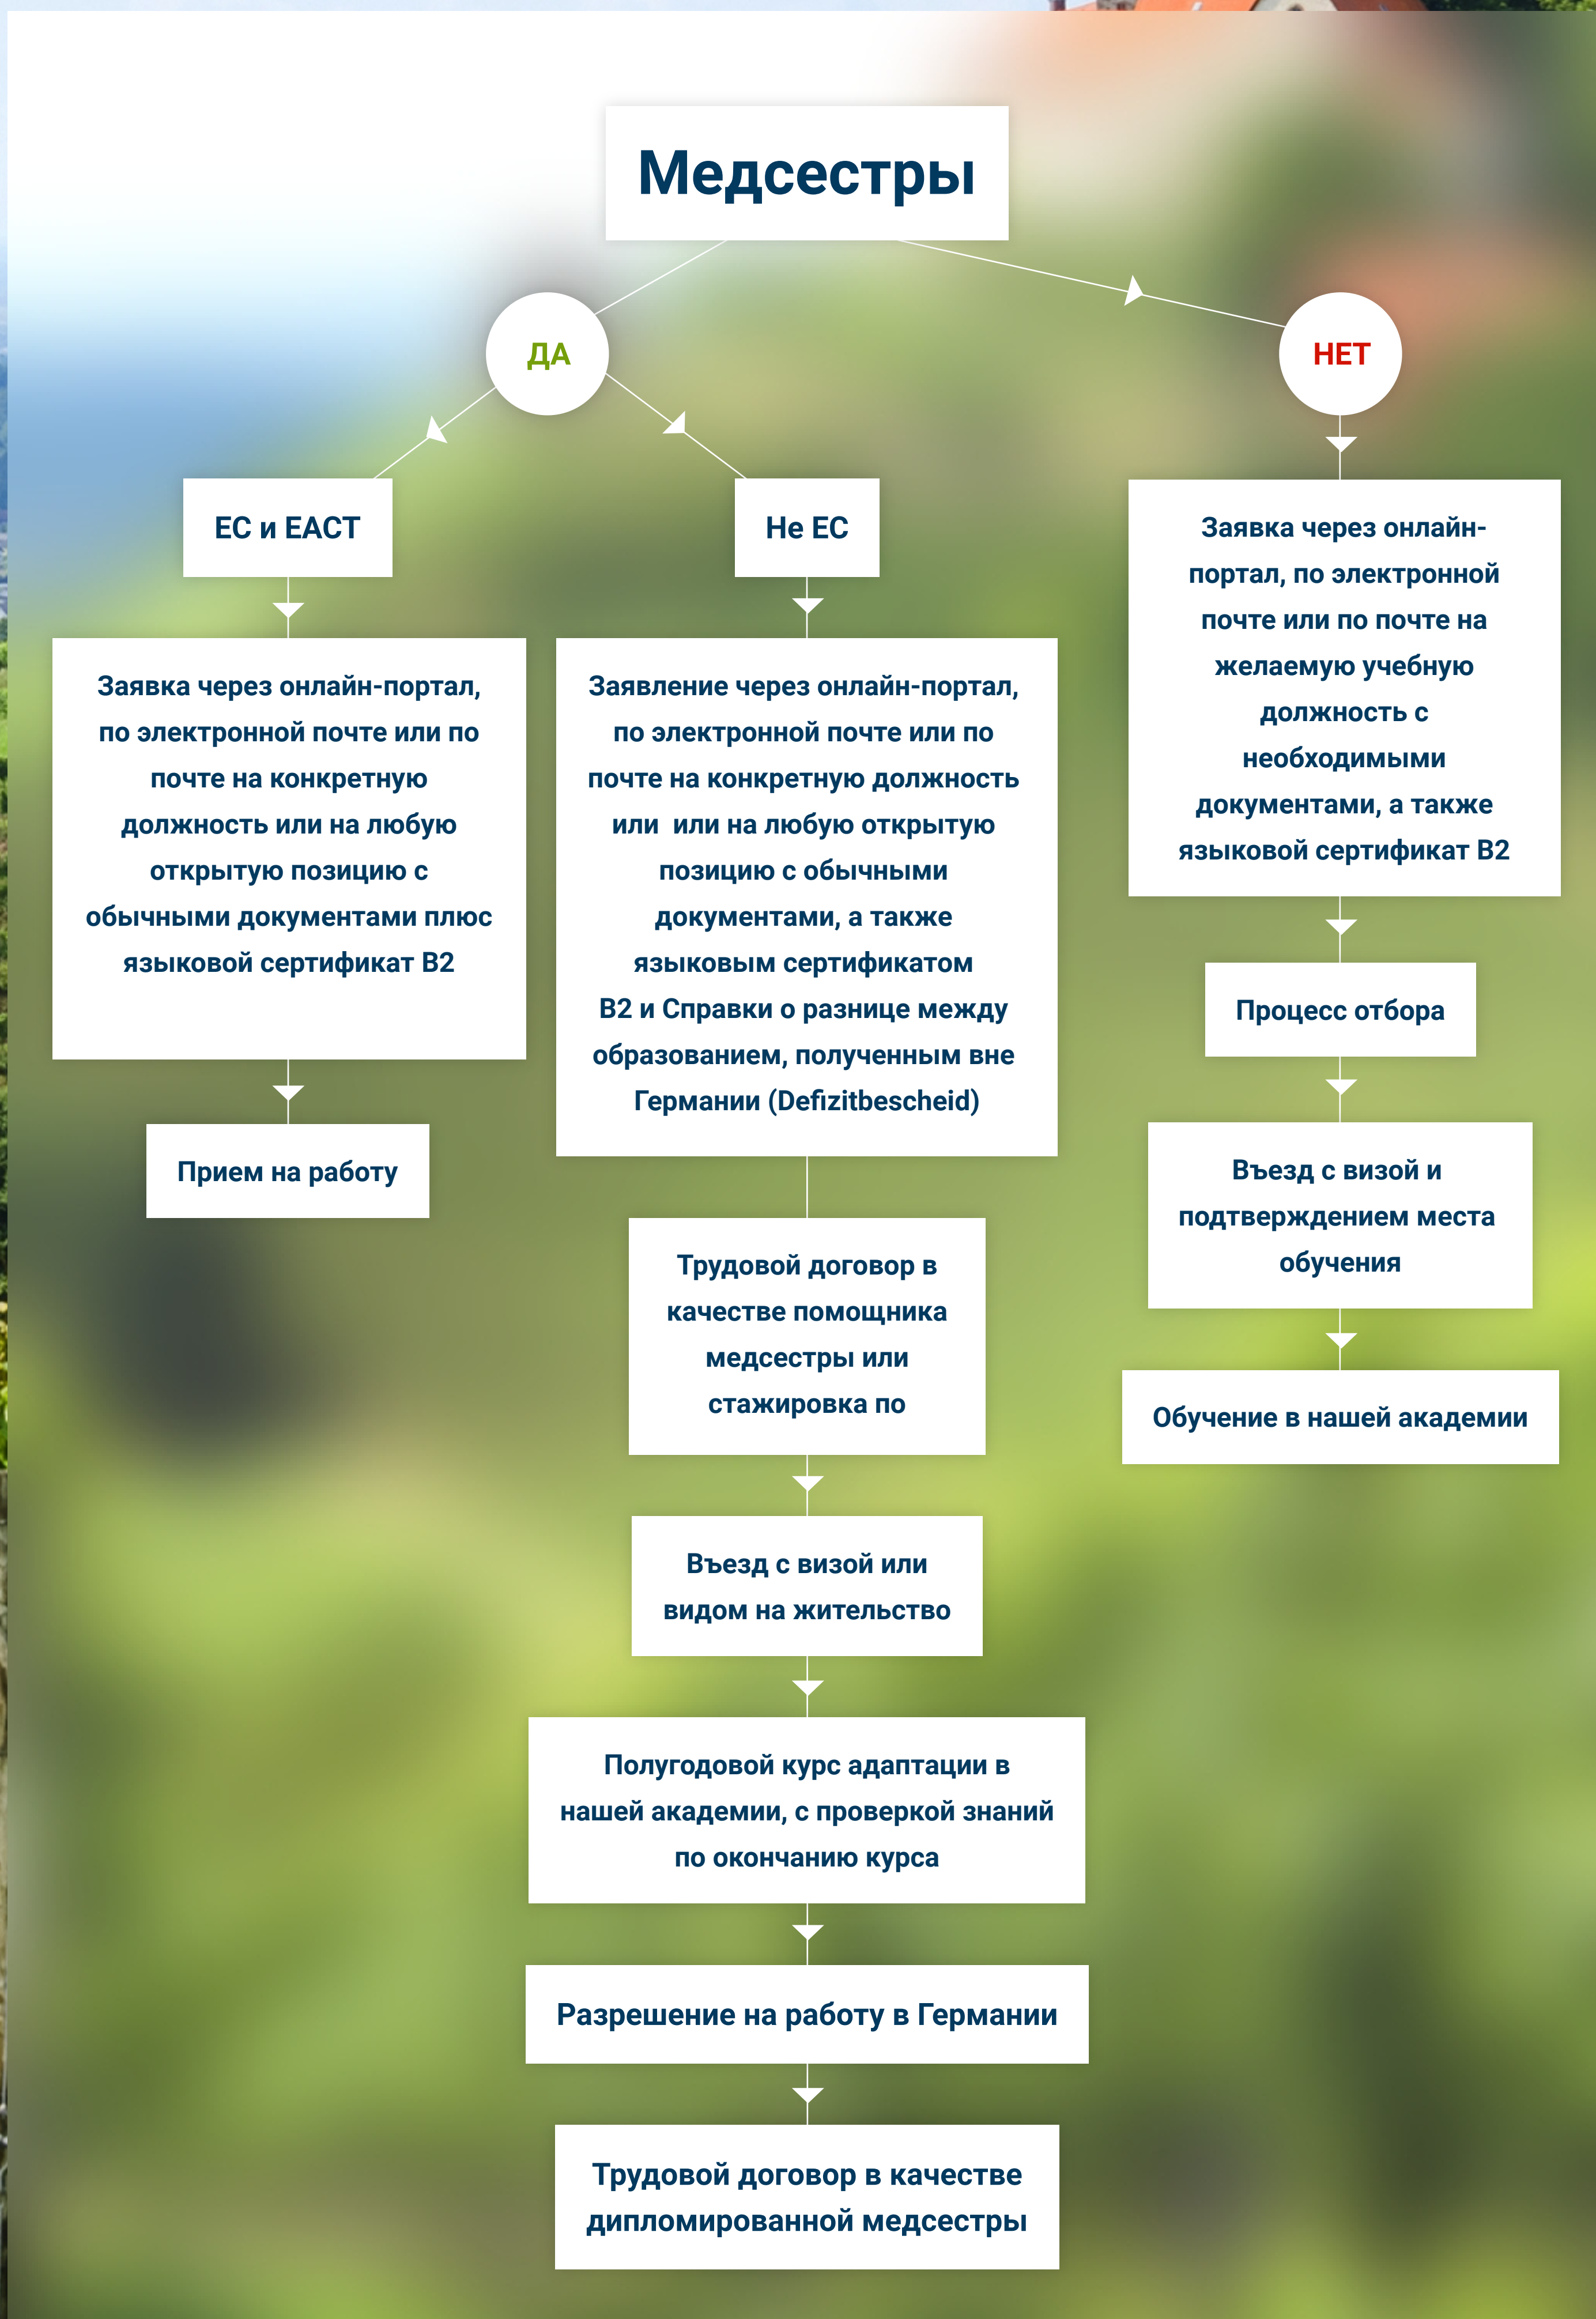 Медсестры
ДА
НЕТ
ЕС и ЕАСТ
Не ЕС
Заявка через онлайн-портал,
по электронной почте или по
почте на конкретную
должность или на любую
открытую позицию с
обычными документами плюс
языковой сертификат B2
Прием на работу
Заявление через онлайн-портал,
по электронной почте или по
почте на конкретную должность
или  или на любую открытую
позицию с обычными
документами, а также
языковым сертификатом
B2 и Справки о разнице между
образованием, полученным вне
Германии (Defizitbescheid)
Трудовой договор в
качестве помощника
медсестры или
стажировка по
Въезд с визой или
видом на жительство
Полугодовой курс адаптации в
нашей академии, с проверкой знаний
по окончанию курса
Разрешение на работу в Германии
Трудовой договор в качестве
дипломированной медсестры
Заявка через онлайн-
портал, по электронной
почте или по почте на
желаемую учебную
должность с
необходимыми
документами, а также
языковой сертификат B2
Процесс отбора
Въезд с визой и
подтверждением места
обучения
Обучение в нашей академии